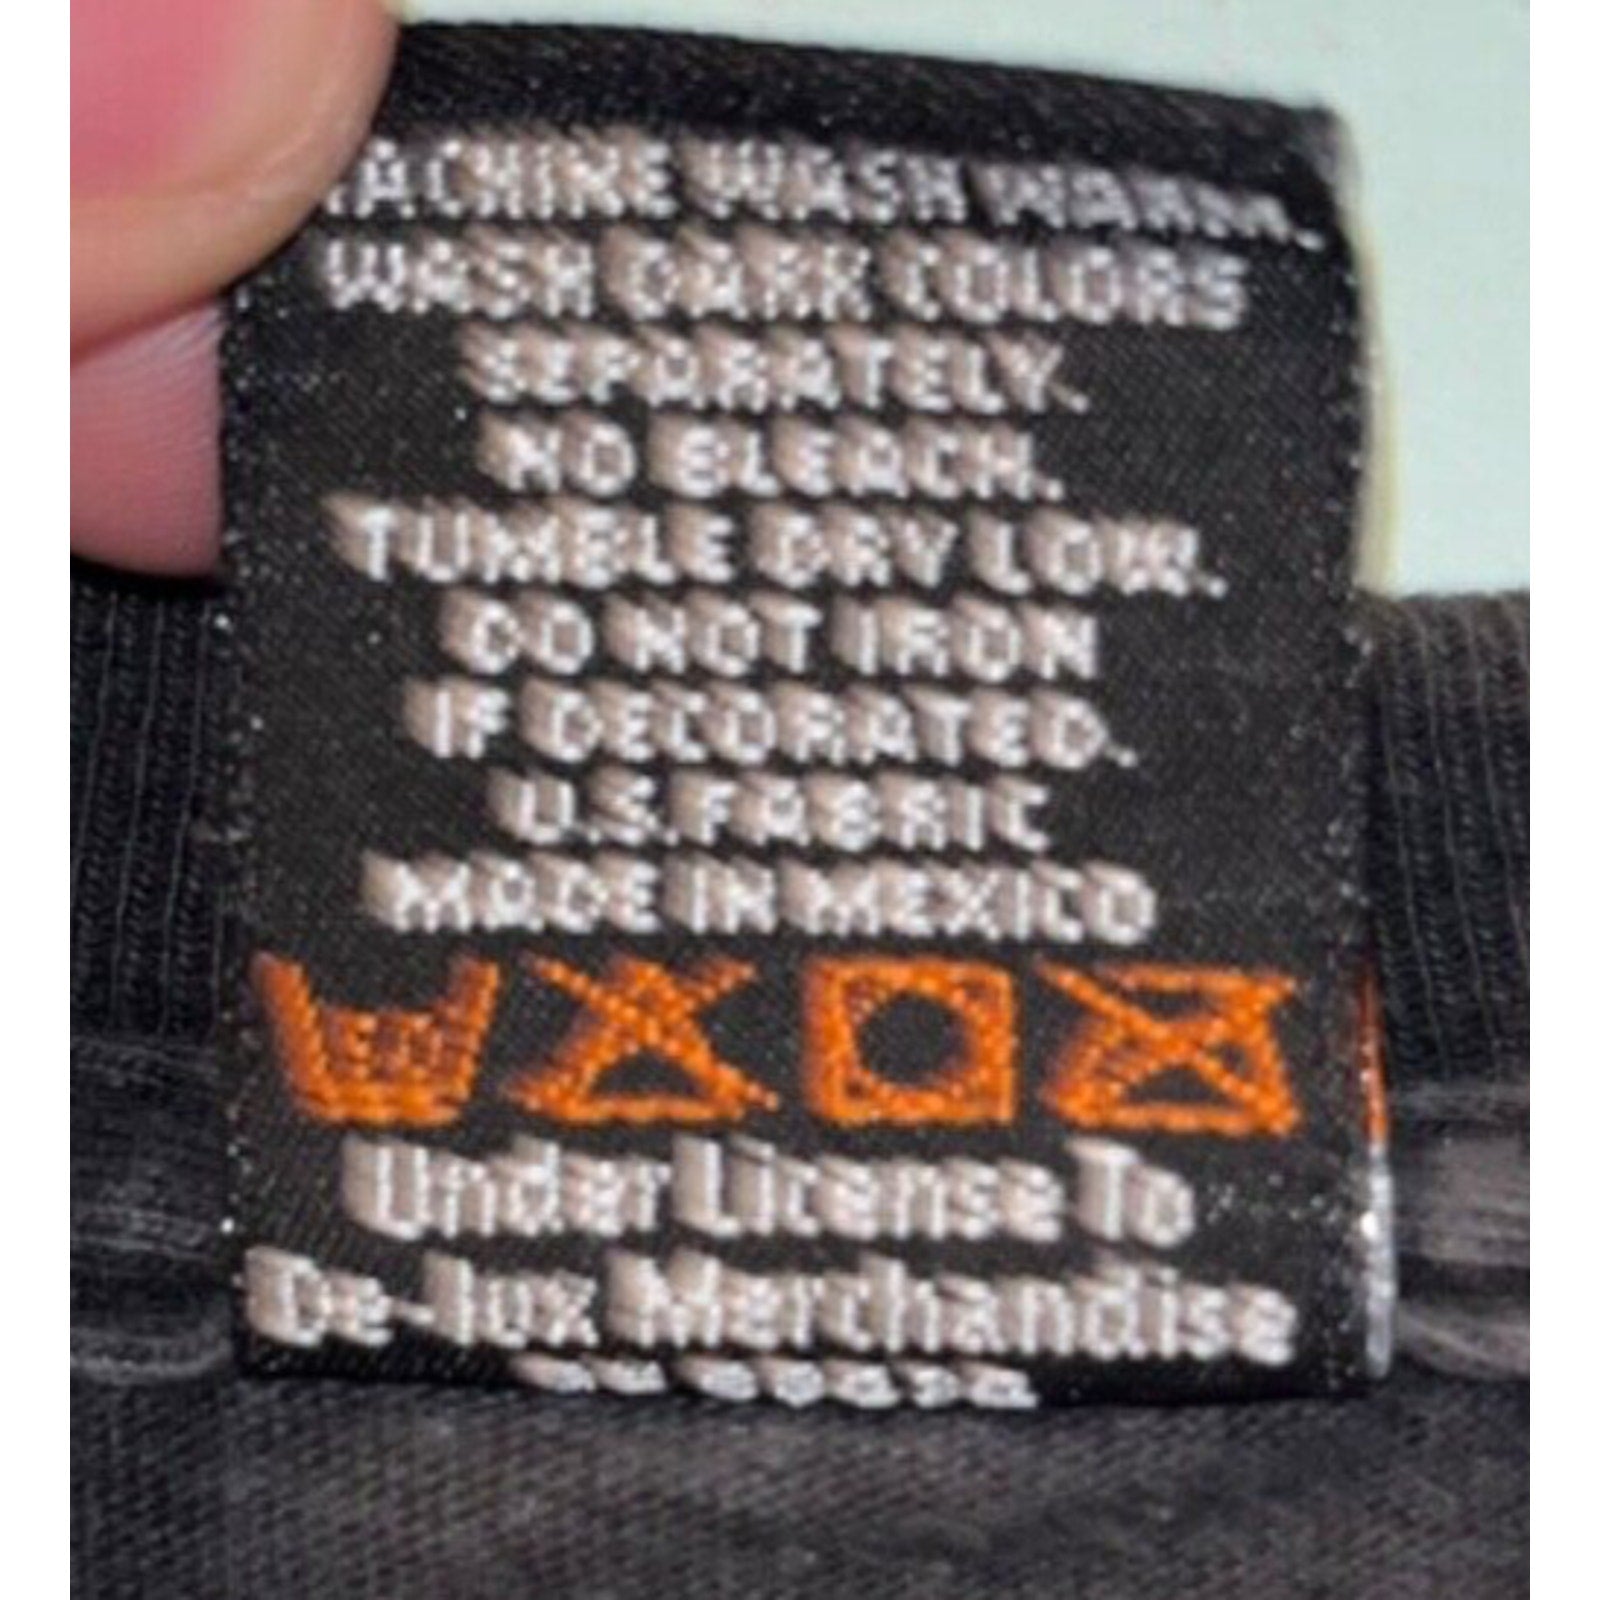 MACHINE WASH WARM.
WASH DARK COLORS
SEPARATELY.
NO BLEACH.
TUMBLE DRY LOW.
DO NOT IRON
IF DECORATED.
U.S. FABRIC
MADE IN MEXICO
Under License To
De-lux Merchandise